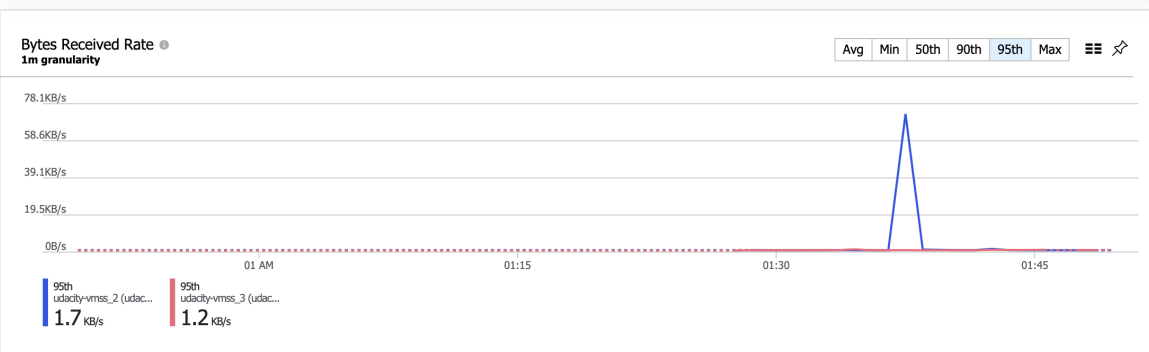 Bytes Received Rate
1m granularity
Avg Min 50th 90th 95th Max
78.1KB/s
58.6KB/s
39.1KB/s
19.5KB/s
0B/s
01 AM 01:15 01:30 01:45
95th
udacity-vmss_2 (udac...
1.7 KB/s
95th
udacity-vmss_3 (udac...
1.2 KB/s